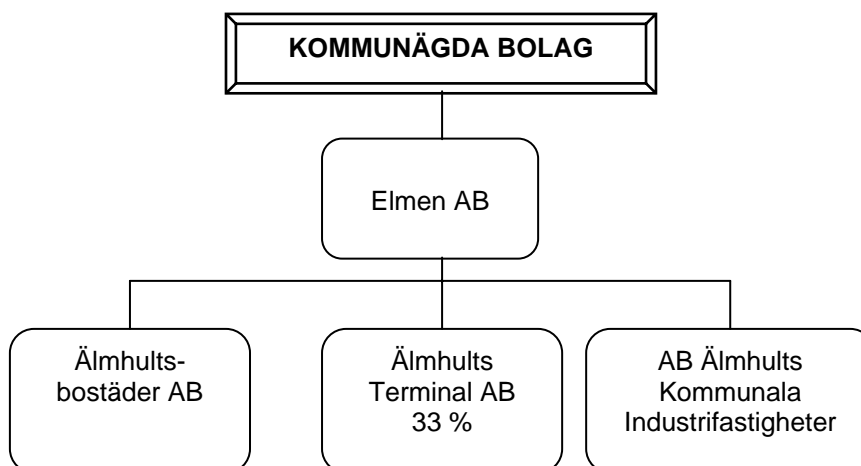 KOMMUNÄGDA BOLAG
Elmen AB
Älmhults-
bostäder AB
Älmhults
Terminal AB
33 %
AB Älmhults
Kommunala
Industrifastigheter